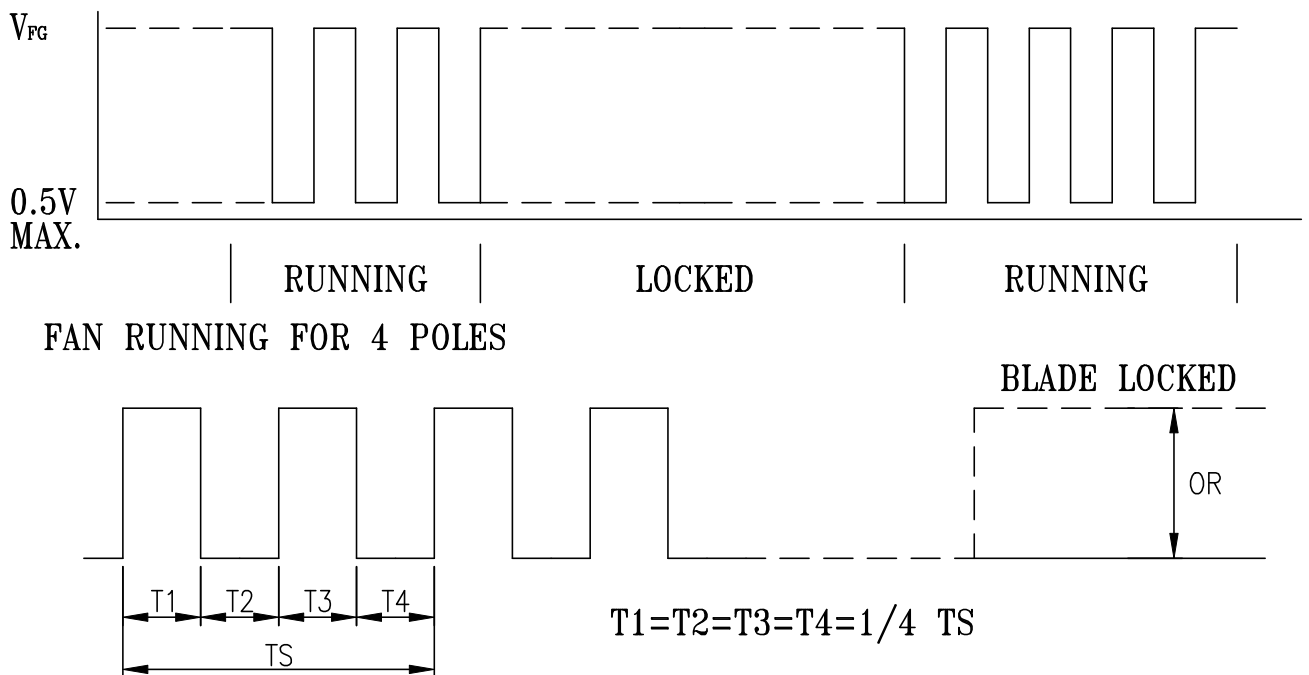 VFG
0.5V
MAX.
RUNNING LOCKED RUNNING
FAN RUNNING FOR 4 POLES
BLADE LOCKED
OR
T1 T2 T3 T4
T1=T2=T3=T4=1/4 TS
TS